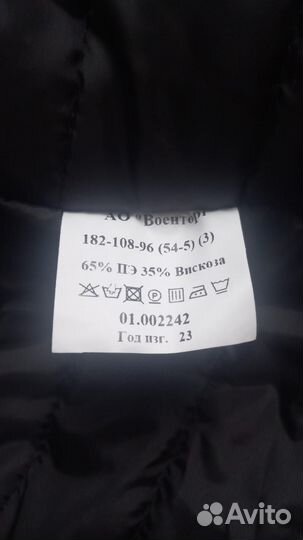 АО "Военторг"
182-108-96 (54-5) (3)
65% ПЭ 35% Вискоза
01.002242
Год изг. 23
Avito